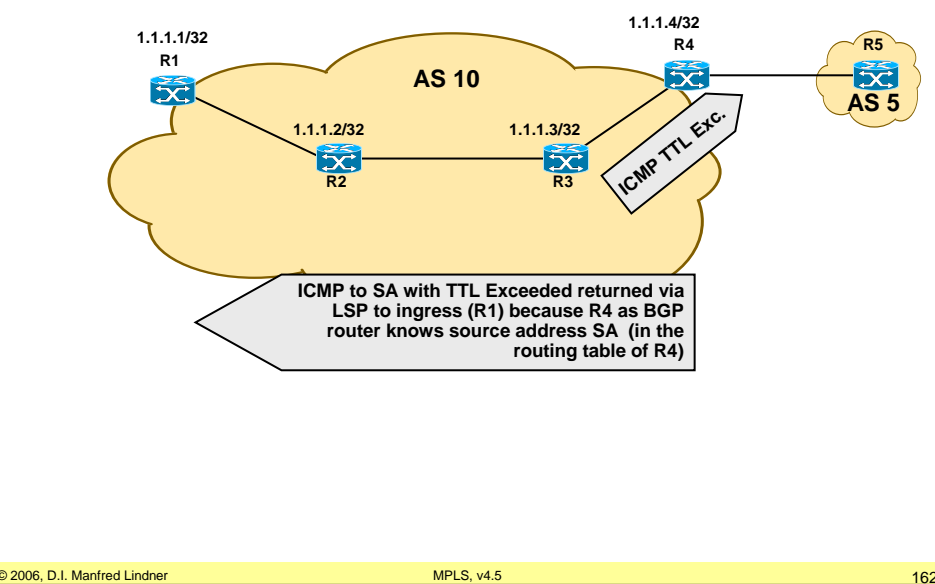 1.1.1.4/32
R4
1.1.1.1/32
R1
R5
AS 10
AS 5
1.1.1.2/32
R2
1.1.1.3/32
R3
ICMP TTL Exc.
ICMP to SA with TTL Exceeded returned via
LSP to ingress (R1) because R4 as BGP
router knows source address SA (in the
routing table of R4)
© 2006, D.I. Manfred Lindner
MPLS, v4.5
162